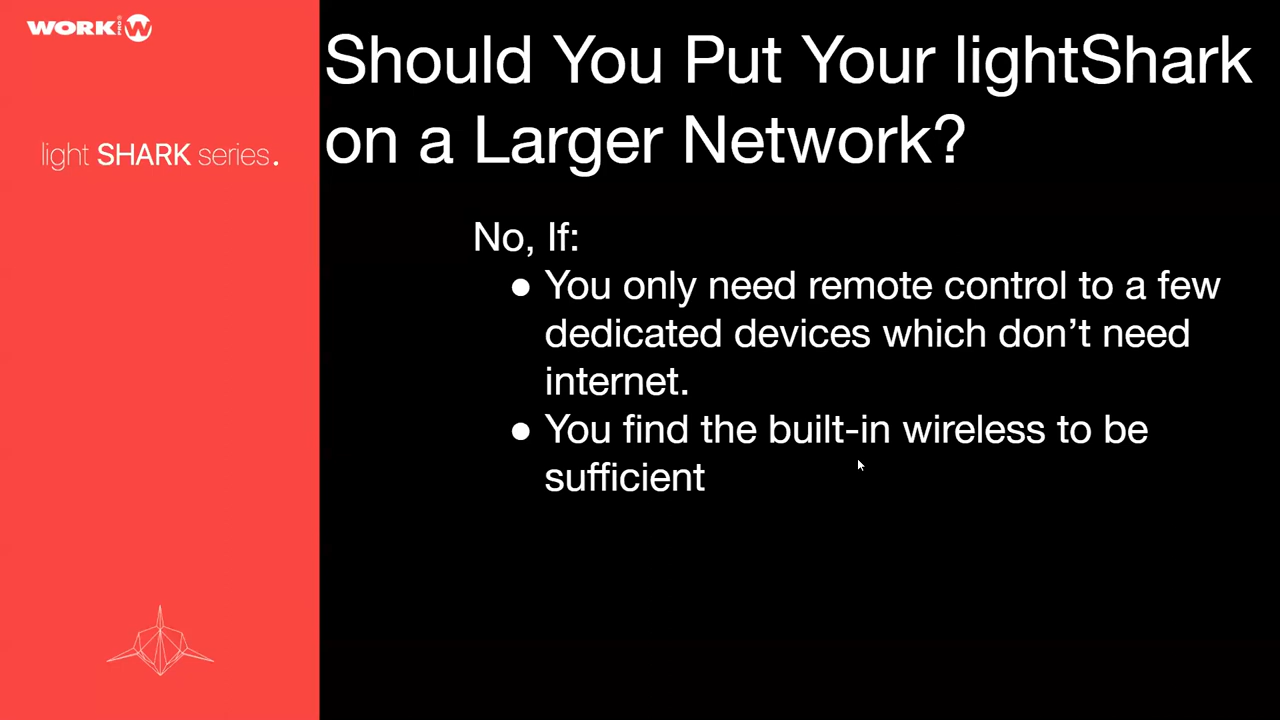 WORK PRO W
light SHARK series.
Should You Put Your lightShark
on a Larger Network?
No, If:
● You only need remote control to a few
dedicated devices which don’t need
internet.
● You find the built-in wireless to be
sufficient